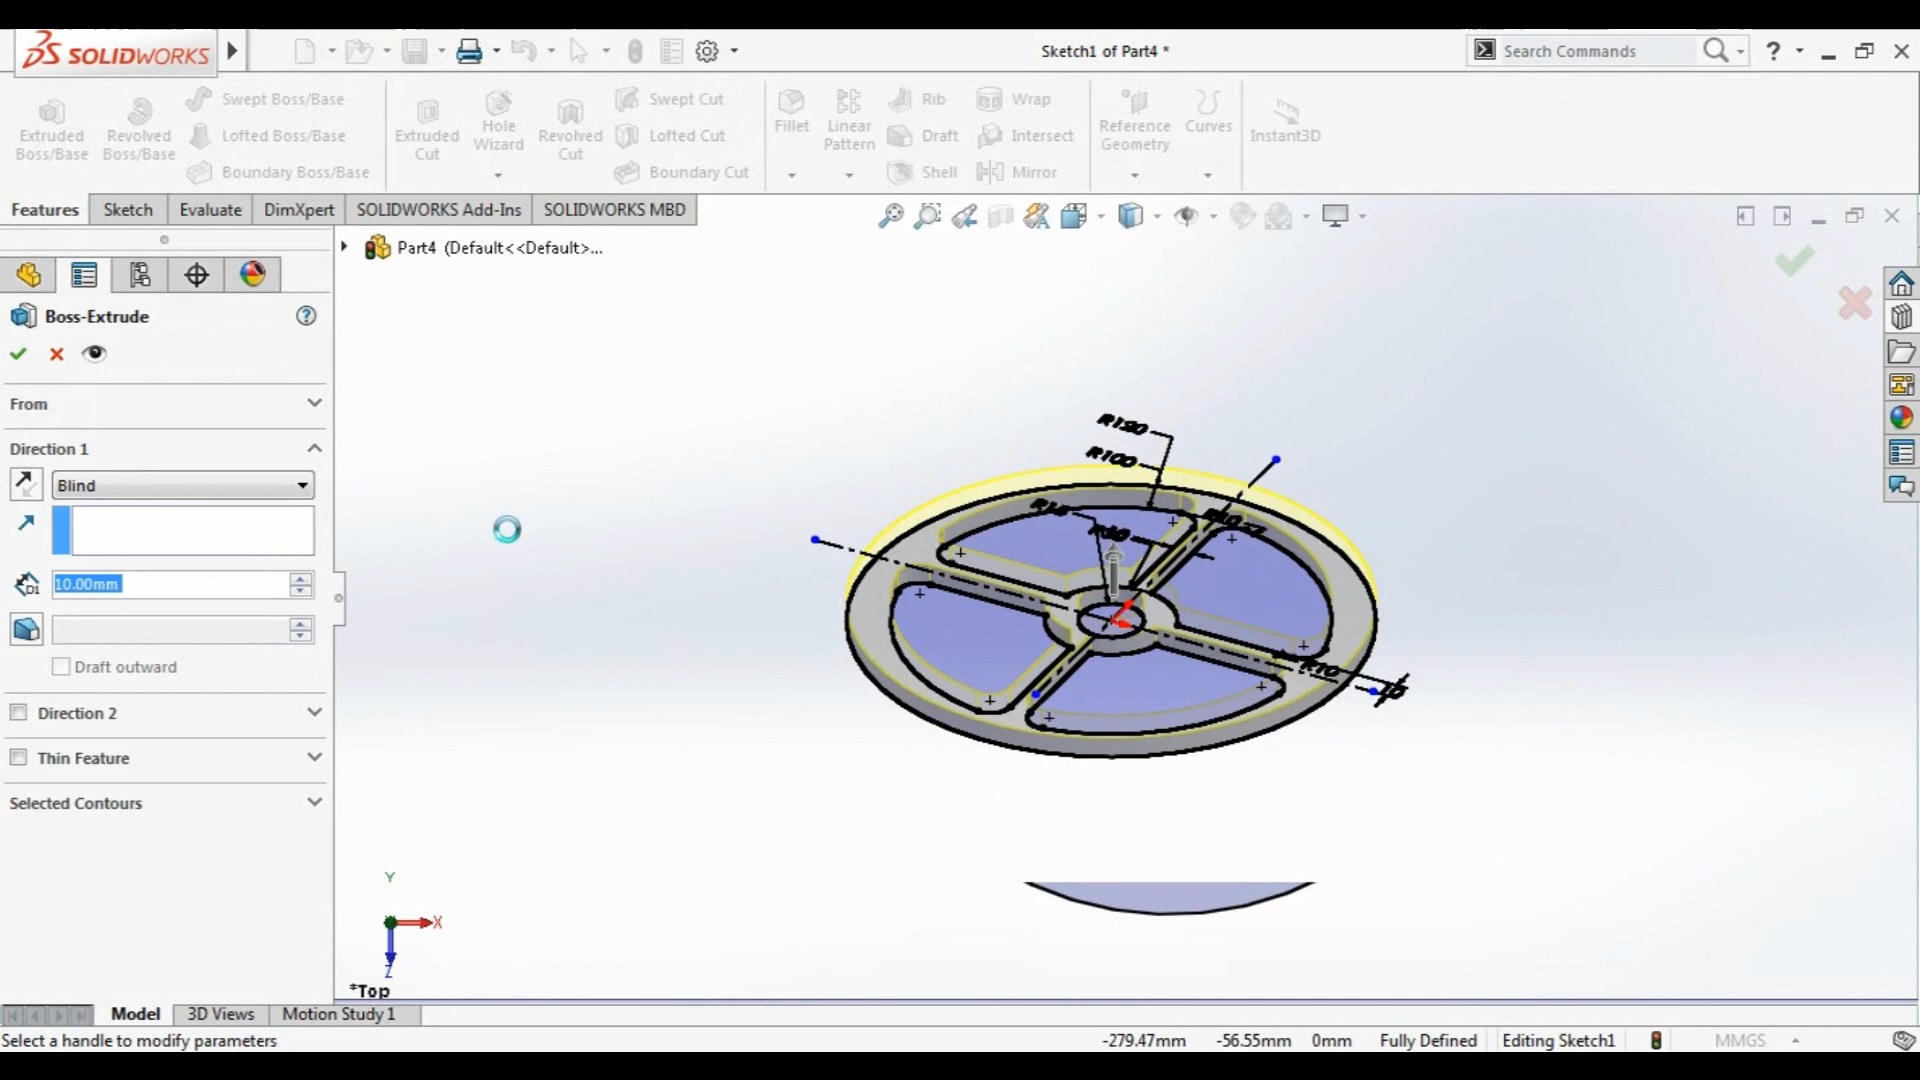 SOLIDWORKS
Sketch1 of Part4 *
Search Commands
?
Extruded Boss/Base
Revolved Boss/Base
Swept Boss/Base
Lofted Boss/Base
Boundary Boss/Base
Extruded Cut
Hole Wizard
Revolved Cut
Swept Cut
Lofted Cut
Boundary Cut
Fillet
Linear Pattern
Rib
Draft
Shell
Wrap
Intersect
Mirror
Reference Geometry
Curves
Instant3D
Features
Sketch
Evaluate
DimXpert
SOLIDWORKS Add-Ins
SOLIDWORKS MBD
Part4 (Default<<Default>...
Boss-Extrude
From
Direction 1
Blind
10.00mm
Draft outward
Direction 2
Thin Feature
Selected Contours
R100
R10
10
Y
X
Z
*Top
Model
3D Views
Motion Study 1
Select a handle to modify parameters
-279.47mm
-56.55mm
0mm
Fully Defined
Editing Sketch1
MMGS